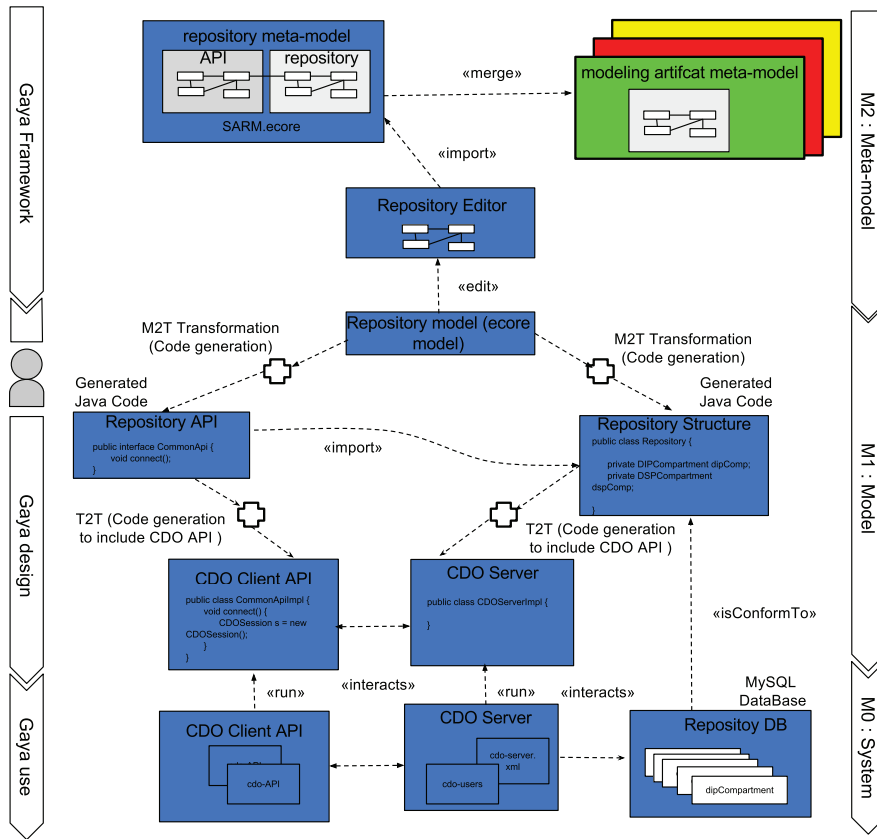 repository meta-model
API
repository
SARM.ecore
«merge»
modeling artifcat meta-model
Gaya Framework
M2 : Meta-model
«import»
Repository Editor
«edit»
Repository model (ecore
model)
M2T Transformation
(Code generation)
M2T Transformation
(Code generation)
Generated
Java Code
Generated
Java Code
Repository API
public interface CommonApi {
void connect();
}
«import»
Repository Structure
public class Repository {
private DIPCompartment dipComp;
private DSPCompartment
dspComp;
}
Gaya design
M1 : Model
T2T (Code generation
to include CDO API )
T2T (Code generation
to include CDO API )
CDO Client API
public class CommonApiImpl {
void connect() {
CDOSession s = new
CDOSession();
}
}
CDO Server
public class CDOServerImpl {
}
«isConformTo»
«interacts»
«run»
«run»
«interacts»
MySQL
DataBase
Gaya use
M0 : System
CDO Client API
cdo-API
CDO Server
cdo-server.
xml
cdo-users
Repositoy DB
dipCompartment